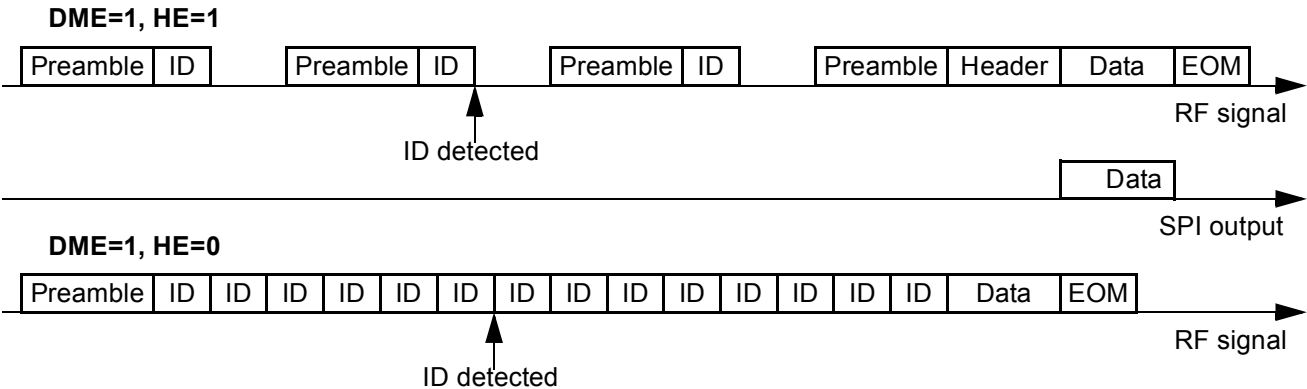 DME=1, HE=1
Preamble ID Preamble ID Preamble ID Preamble Header Data EOM
RF signal
ID detected
Data
SPI output
DME=1, HE=0
Preamble ID ID ID ID ID ID ID ID ID ID ID ID ID ID Data EOM
RF signal
ID detected